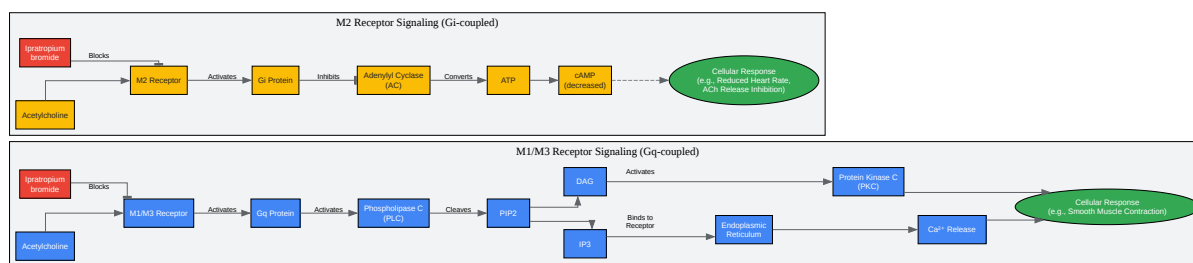 M2 Receptor Signaling (Gi-coupled)
Ipratropium
bromide
Blocks
M2 Receptor
Activates
Gi Protein
Inhibits
Adenylyl Cyclase
(AC)
Converts
ATP
cAMP
(decreased)
Cellular Response
(e.g., Reduced Heart Rate,
ACh Release Inhibition)
Acetylcholine
M1/M3 Receptor Signaling (Gq-coupled)
Ipratropium
bromide
Blocks
M1/M3 Receptor
Activates
Gq Protein
Activates
Phospholipase C
(PLC)
Cleaves
PIP2
DAG
Activates
Protein Kinase C
(PKC)
IP3
Binds to
Receptor
Endoplasmic
Reticulum
Ca²⁺ Release
Cellular Response
(e.g., Smooth Muscle Contraction)
Acetylcholine